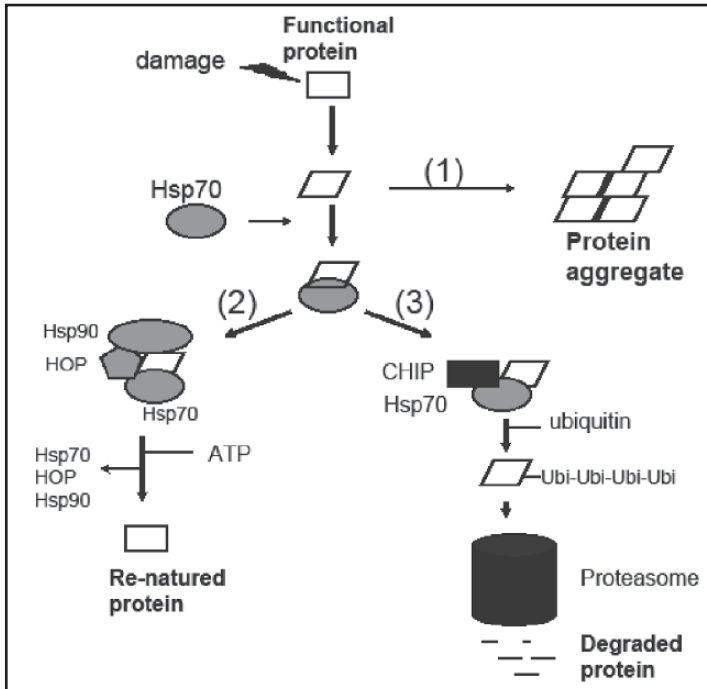 Functional
protein
damage
Hsp70
(1)
Protein
aggregate
(2)
(3)
Hsp90
HOP
Hsp70
CHIP
Hsp70
ubiquitin
Hsp70
HOP
Hsp90
ATP
Ubi-Ubi-Ubi-Ubi
Re-natured
protein
Proteasome
Degraded
protein